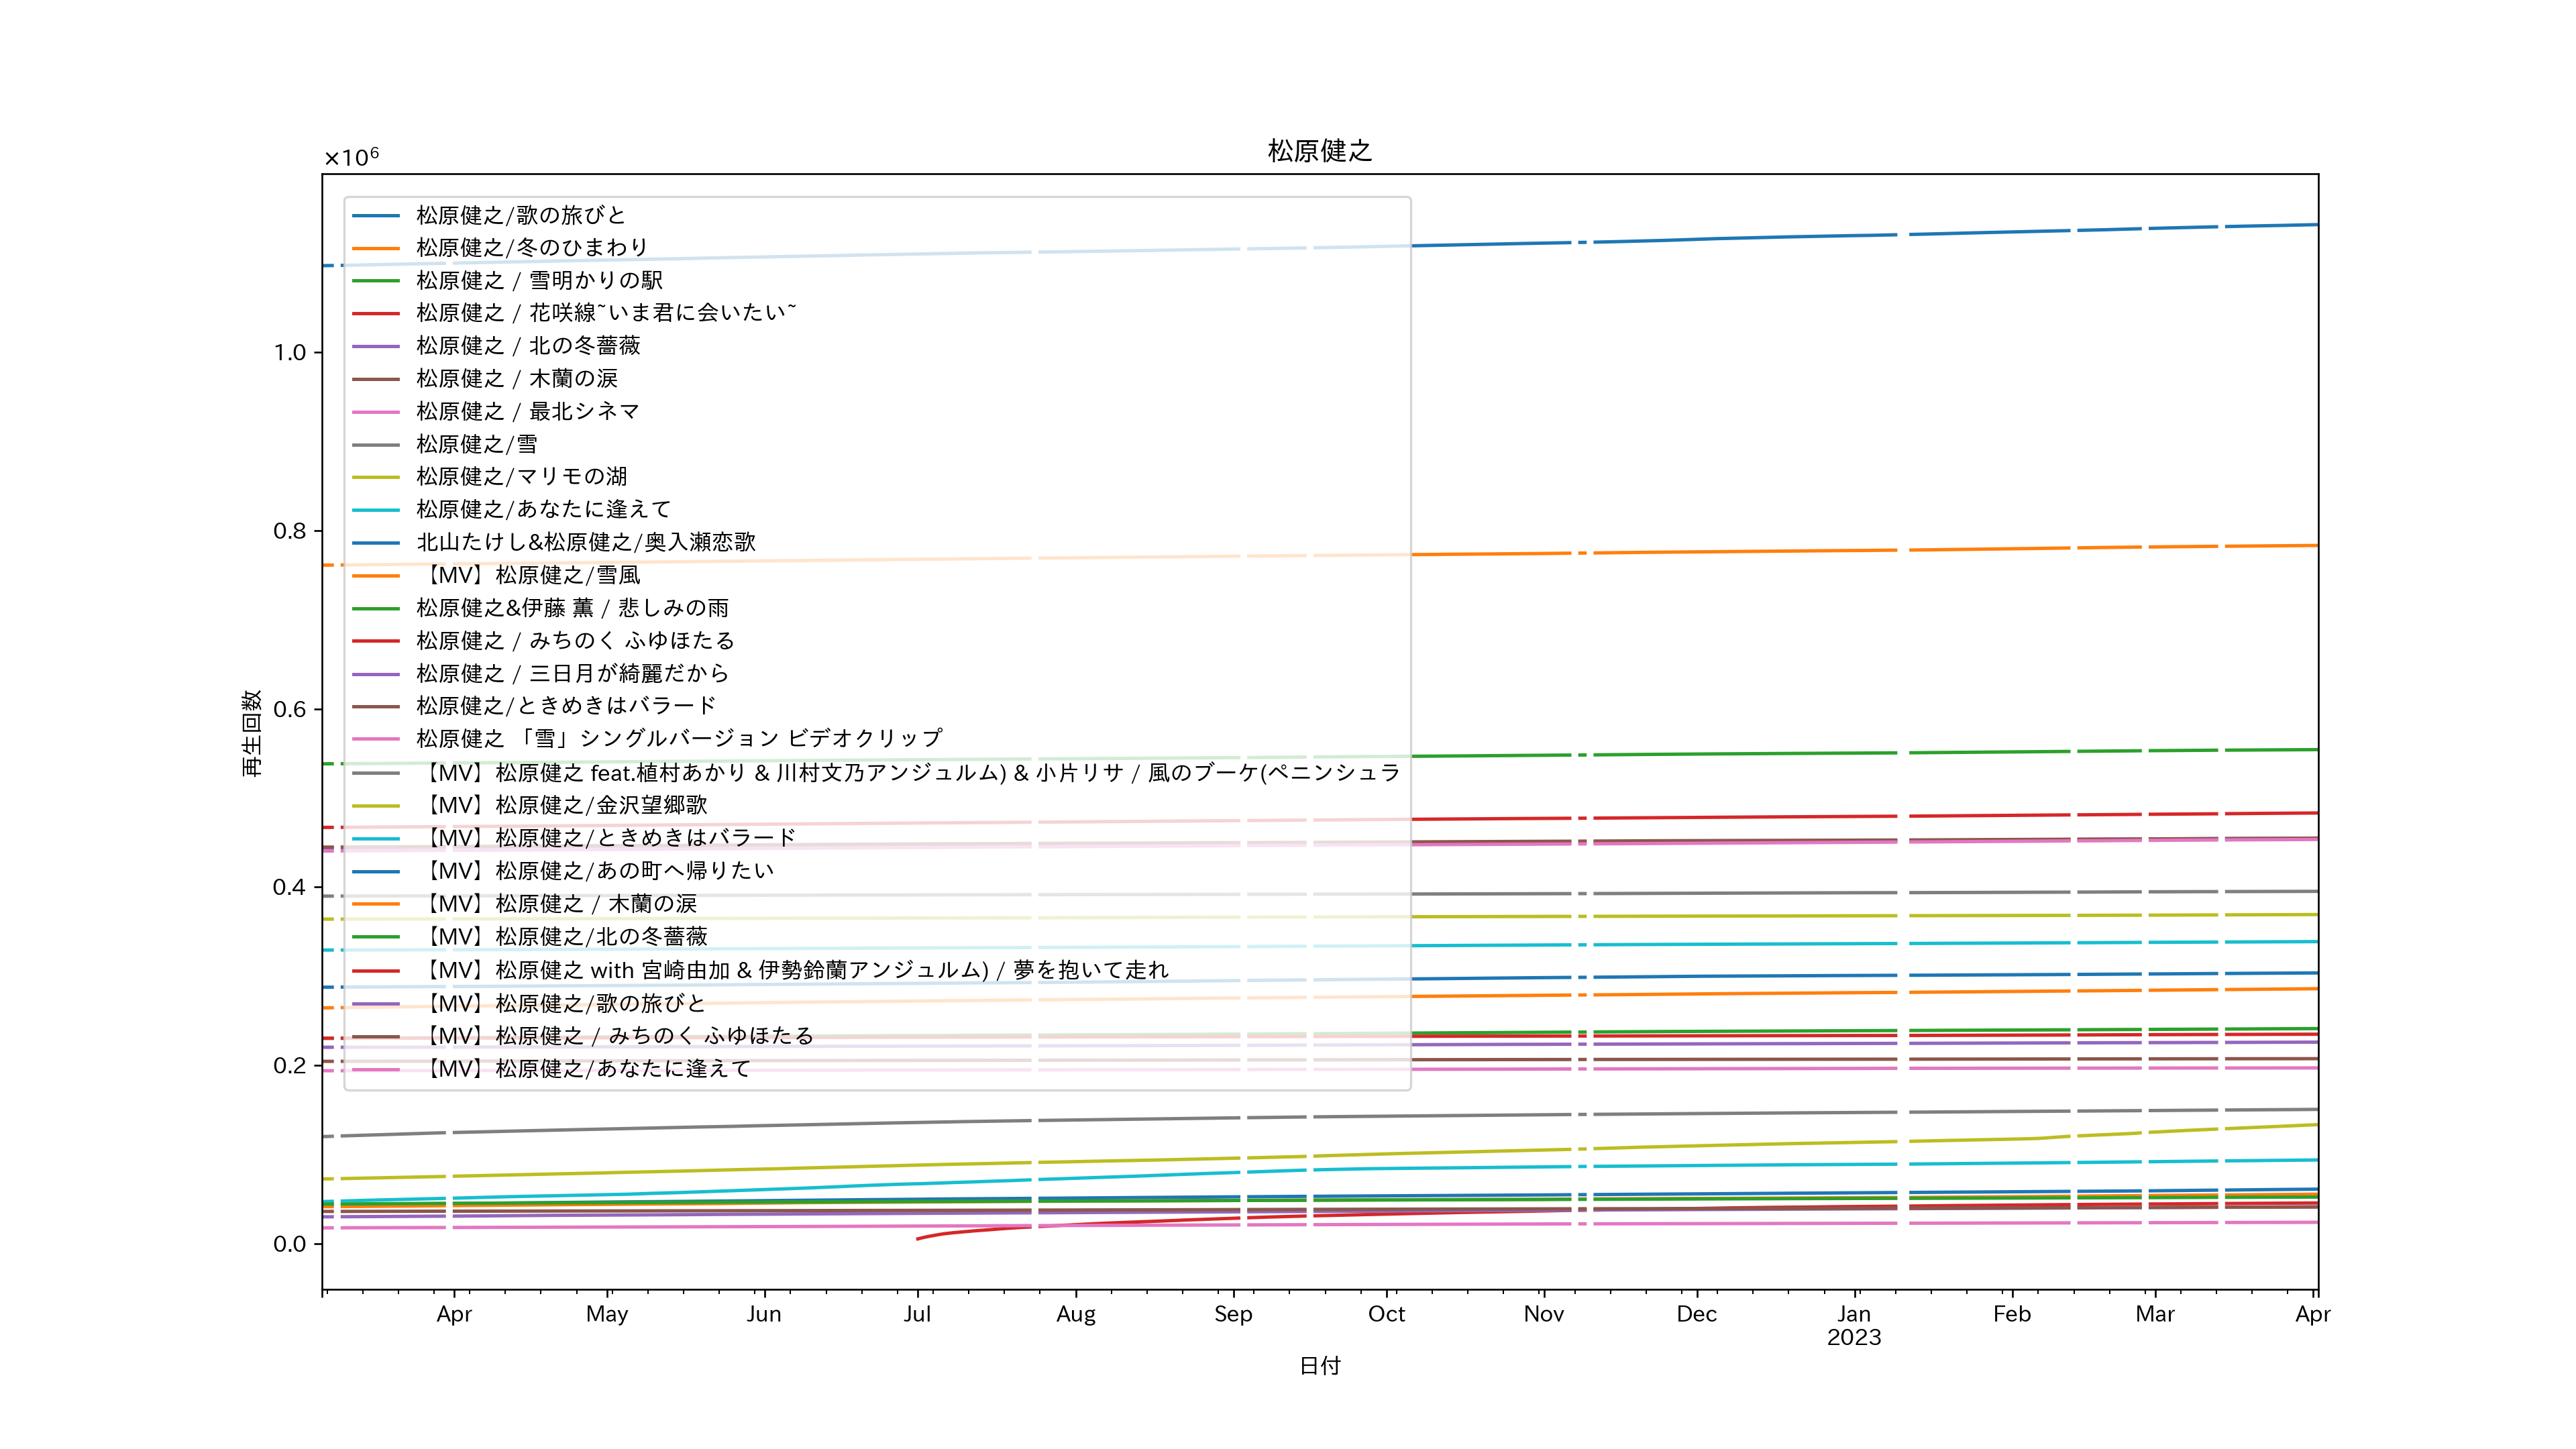 松原健之
×10⁶
松原健之/歌の旅びと
松原健之/冬のひまわり
松原健之 / 雪明かりの駅
松原健之 / 花咲線~いま君に会いたい~
松原健之 / 北の冬薔薇
松原健之 / 木蘭の涙
松原健之 / 最北シネマ
松原健之/雪
松原健之/マリモの湖
松原健之/あなたに逢えて
北山たけし&松原健之/奥入瀬恋歌
【MV】松原健之/雪風
松原健之&伊藤 薫 / 悲しみの雨
松原健之 / みちのく ふゆほたる
松原健之 / 三日月が綺麗だから
松原健之/ときめきはバラード
松原健之 「雪」シングルバージョン ビデオクリップ
【MV】松原健之 feat.植村あかり & 川村文乃アンジュルム) & 小片リサ / 風のブーケ(ペニンシュラ
【MV】松原健之/金沢望郷歌
【MV】松原健之/ときめきはバラード
【MV】松原健之/あの町へ帰りたい
【MV】松原健之 / 木蘭の涙
【MV】松原健之/北の冬薔薇
【MV】松原健之 with 宮崎由加 & 伊勢鈴蘭アンジュルム) / 夢を抱いて走れ
【MV】松原健之/歌の旅びと
【MV】松原健之 / みちのく ふゆほたる
【MV】松原健之/あなたに逢えて
1.0
0.8
0.6
0.4
0.2
0.0
再生回数
Apr May Jun Jul Aug Sep Oct Nov Dec Jan Feb Mar Apr
2023
日付